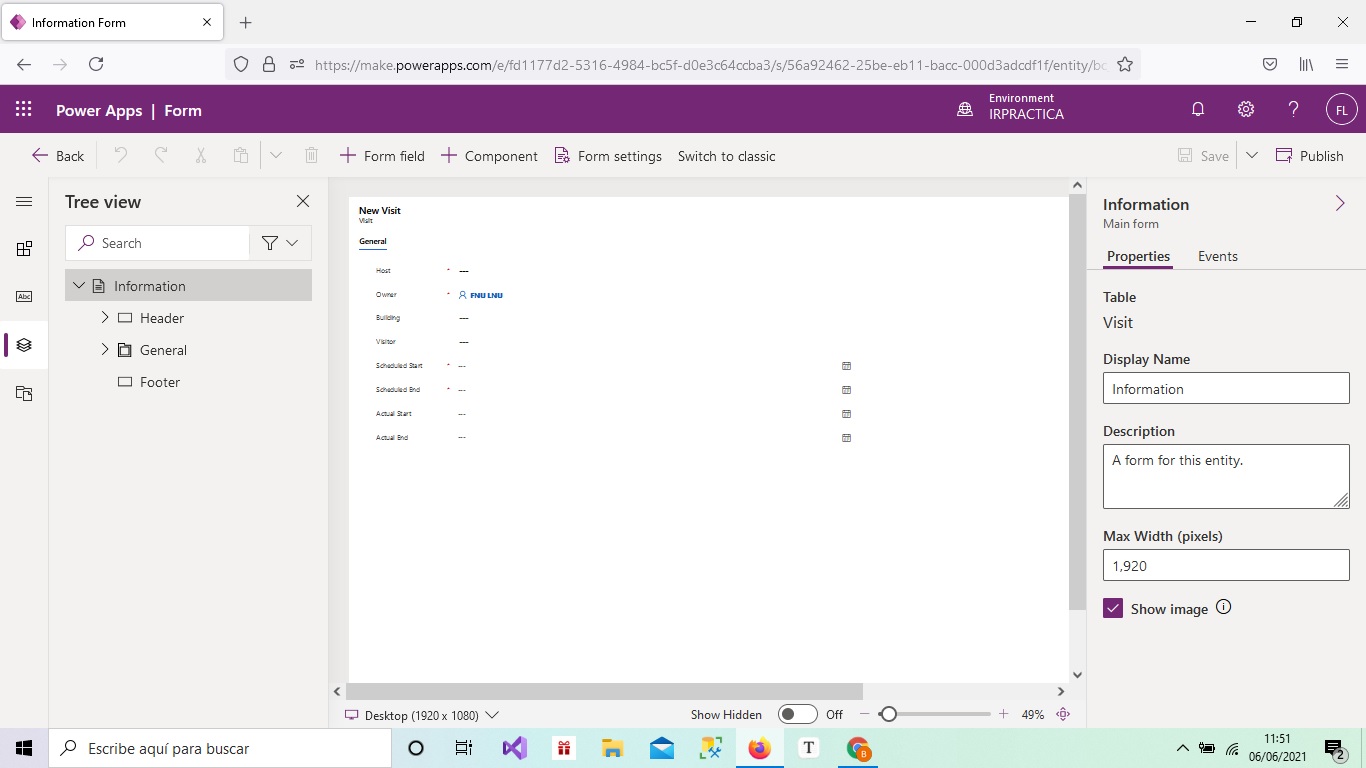 Information Form
https://make.powerapps.com/e/fd1177d2-5316-4984-bc5f-d0e3c64ccba3/s/56a92462-25be-eb11-bacc-000d3adcdf1f/entity/bc
Power Apps | Form
Environment
IRPRACTICA
FL
Back
Form field
Component
Form settings
Switch to classic
Save
Publish
Tree view
Search
Information
Header
General
Footer
Abc
New Visit
Visit
General
Host * ---
Owner * FNU LNU
Building ---
Visitor ---
Scheduled Start * ---
Scheduled End * ---
Actual Start ---
Actual End ---
Desktop (1920 x 1080)
Show Hidden
Off
49%
Information
Main form
Properties
Events
Table
Visit
Display Name
Information
Description
A form for this entity.
Max Width (pixels)
1,920
Show image
Escribe aquí para buscar
T
B
11:51
06/06/2021
2